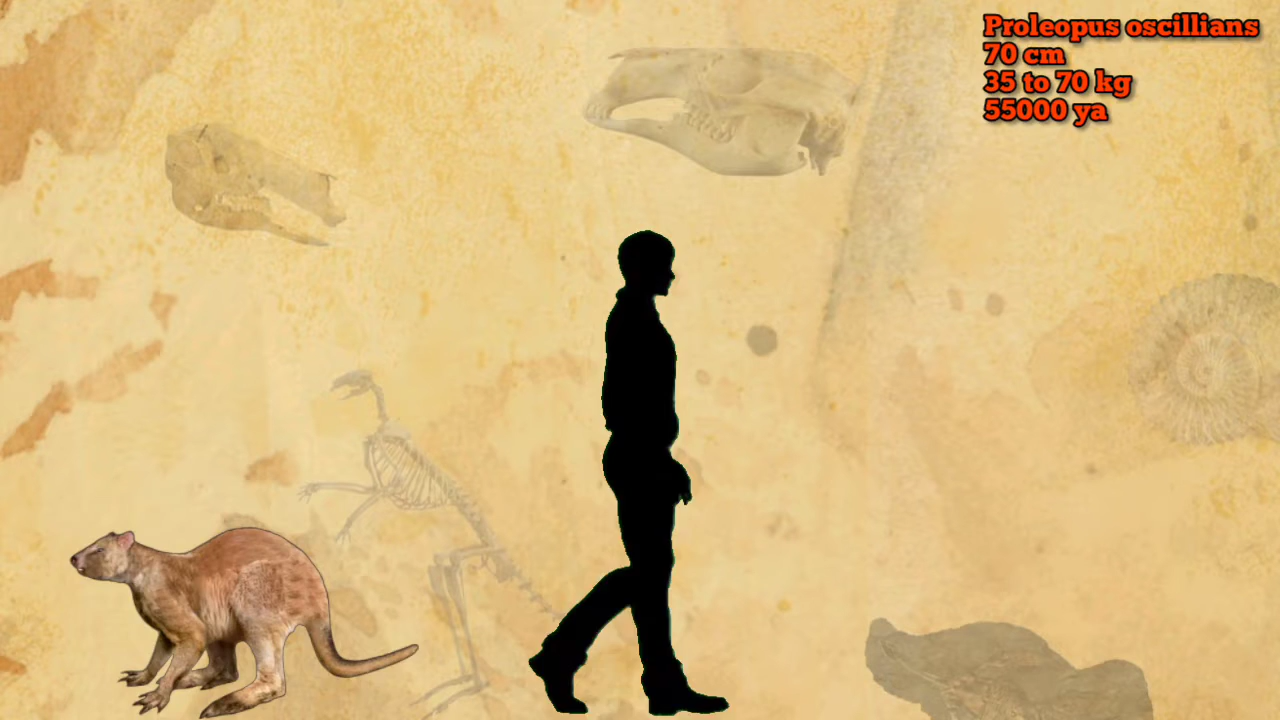 Proleopus oscillians
70 cm
35 to 70 kg
55000 ya